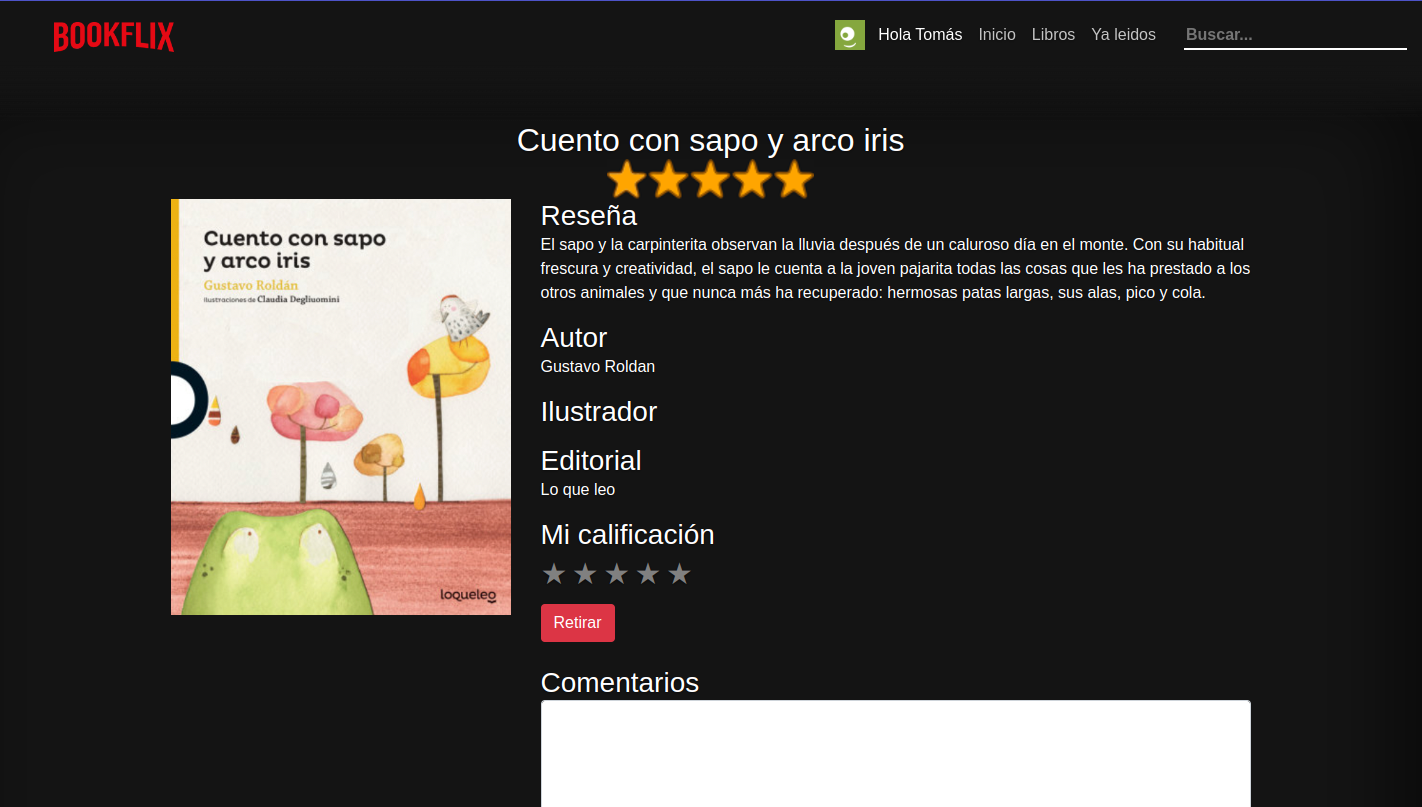 BOOKFLIX
Hola Tomás Inicio Libros Ya leidos Buscar...
Cuento con sapo y arco iris
Cuento con sapo
y arco iris
Gustavo Roldán
Ilustraciones de Claudia Degliuomini
loqueleo
Reseña
El sapo y la carpinterita observan la lluvia después de un caluroso día en el monte. Con su habitual
frescura y creatividad, el sapo le cuenta a la joven pajarita todas las cosas que les ha prestado a los
otros animales y que nunca más ha recuperado: hermosas patas largas, sus alas, pico y cola.
Autor
Gustavo Roldan
Ilustrador
Editorial
Lo que leo
Mi calificación
Retirar
Comentarios